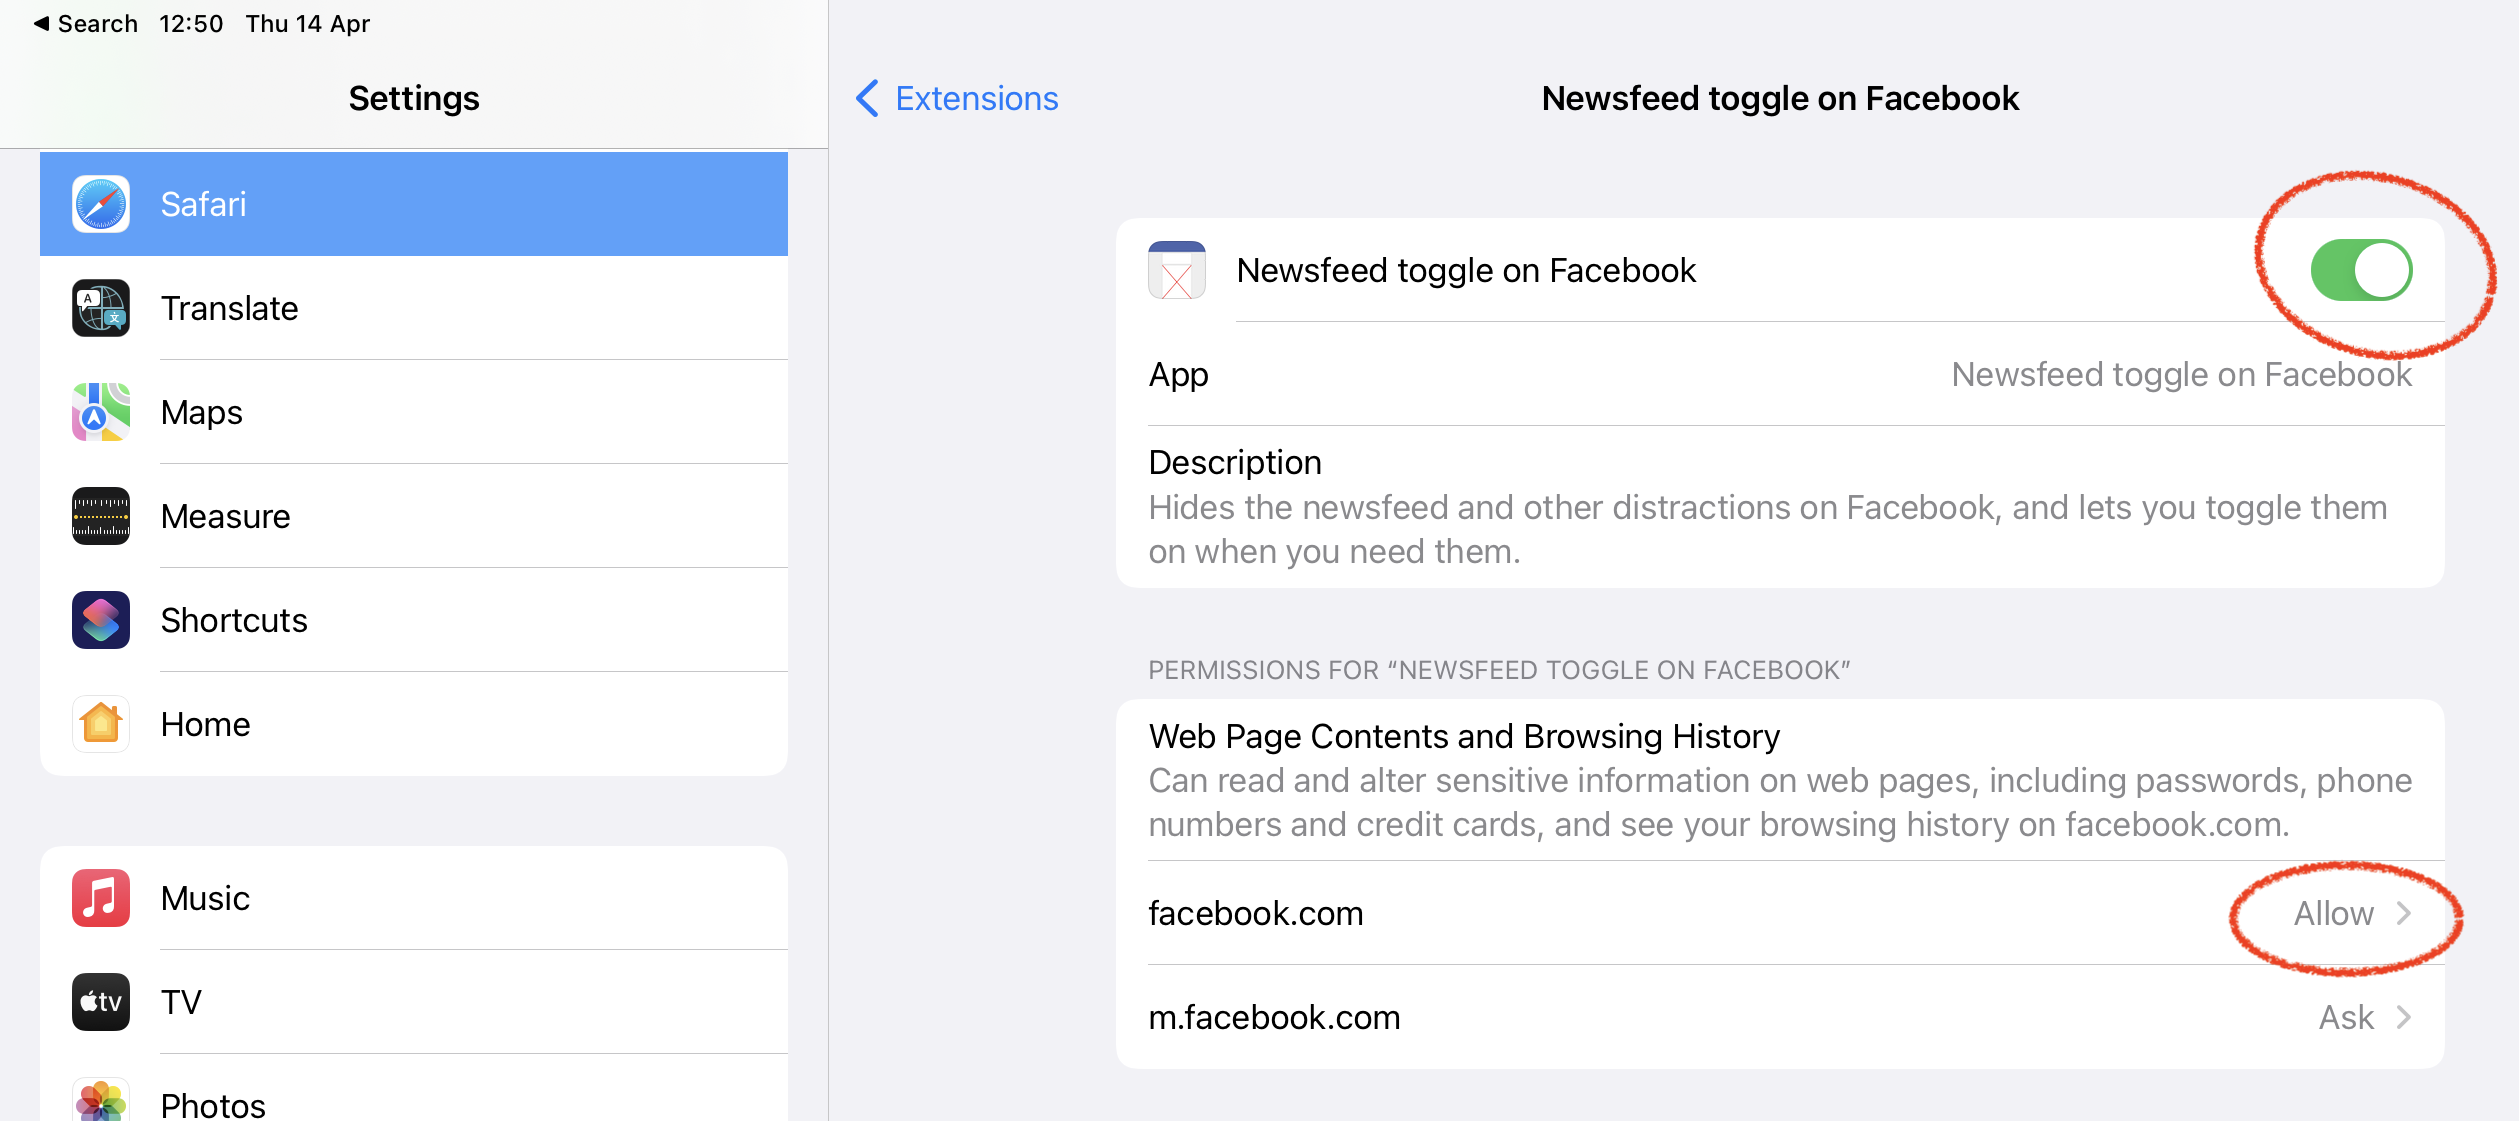 ◀ Search 12:50 Thu 14 Apr
Settings
Safari
Translate
Maps
Measure
Shortcuts
Home
Music
tv
TV
Photos
Extensions
Newsfeed toggle on Facebook
Newsfeed toggle on Facebook
App Newsfeed toggle on Facebook
Description
Hides the newsfeed and other distractions on Facebook, and lets you toggle them
on when you need them.
PERMISSIONS FOR “NEWSFEED TOGGLE ON FACEBOOK”
Web Page Contents and Browsing History
Can read and alter sensitive information on web pages, including passwords, phone
numbers and credit cards, and see your browsing history on facebook.com.
facebook.com Allow
m.facebook.com Ask